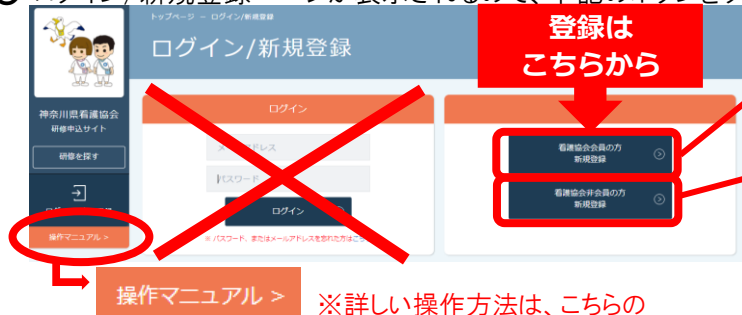 トップページ － ログイン/新規登録
ログイン/新規登録
登録は
こちらから
神奈川県看護協会
研修申込サイト
研修を探す
操作マニュアル >
ログイン
パスワード
ログイン
※ パスワード、またはメールアドレスを忘れた方はこ
看護協会会員の方
新規登録
看護協会非会員の方
新規登録
操作マニュアル >
※詳しい操作方法は、こちらの